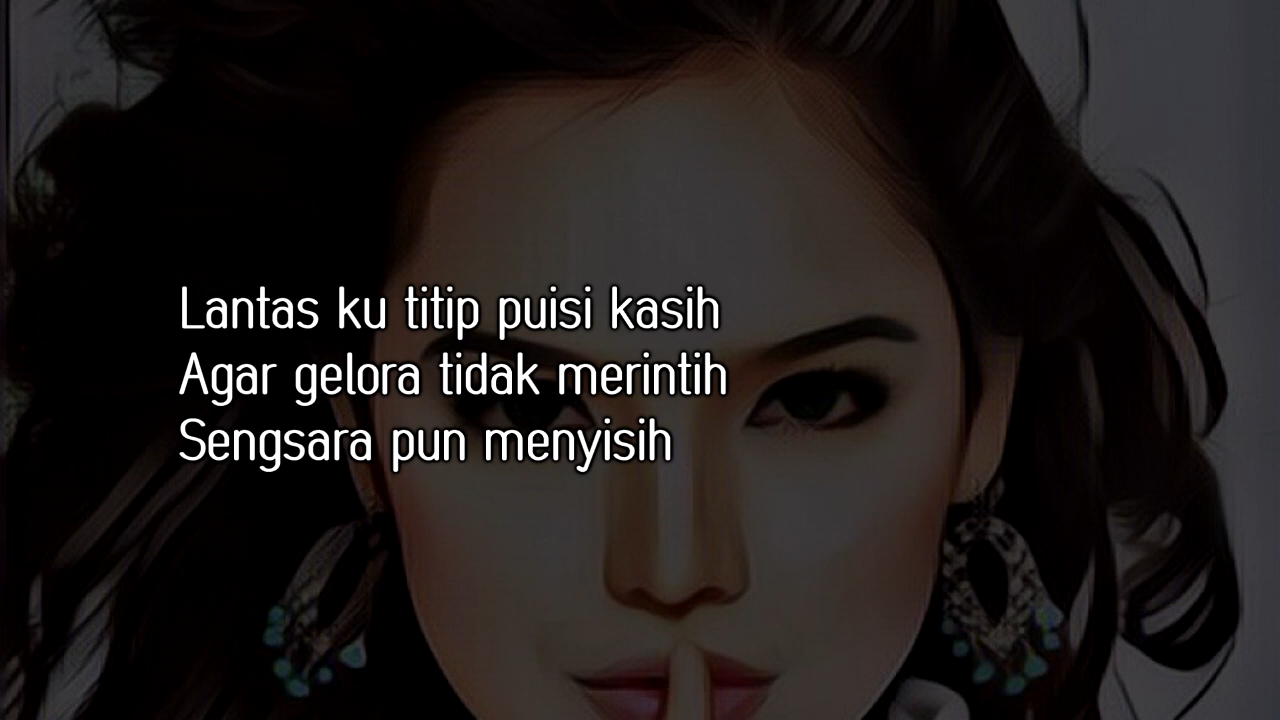 Lantas ku titip puisi kasih
Agar gelora tidak merintih
Sengsara pun menyisih